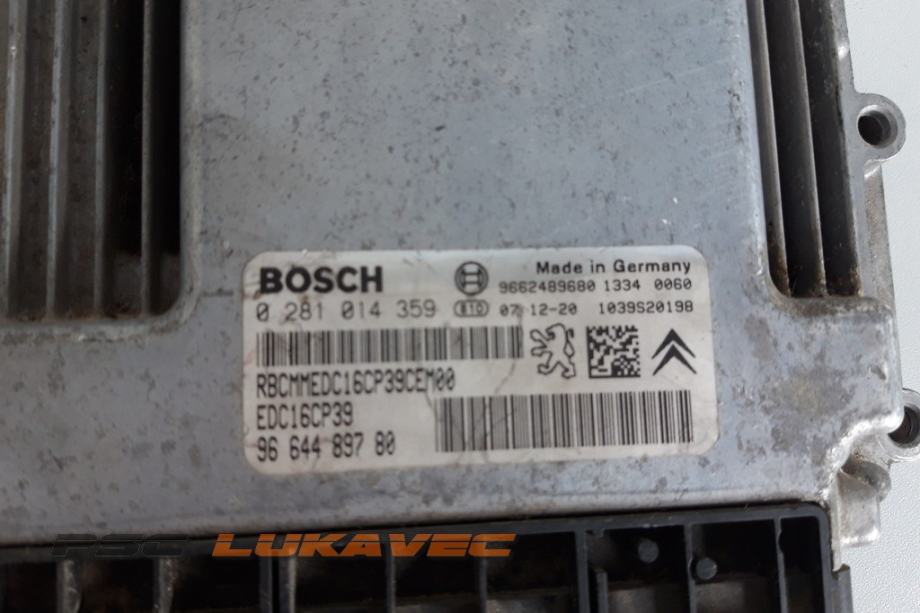 BOSCH
Made in Germany
9662489680 1334 0060
0 281 014 359 07-12-20 1039S20198
RBCMMEDC16CP39CEM00
EDC16CP39
96 644 897 80
PSC LUKAVEC